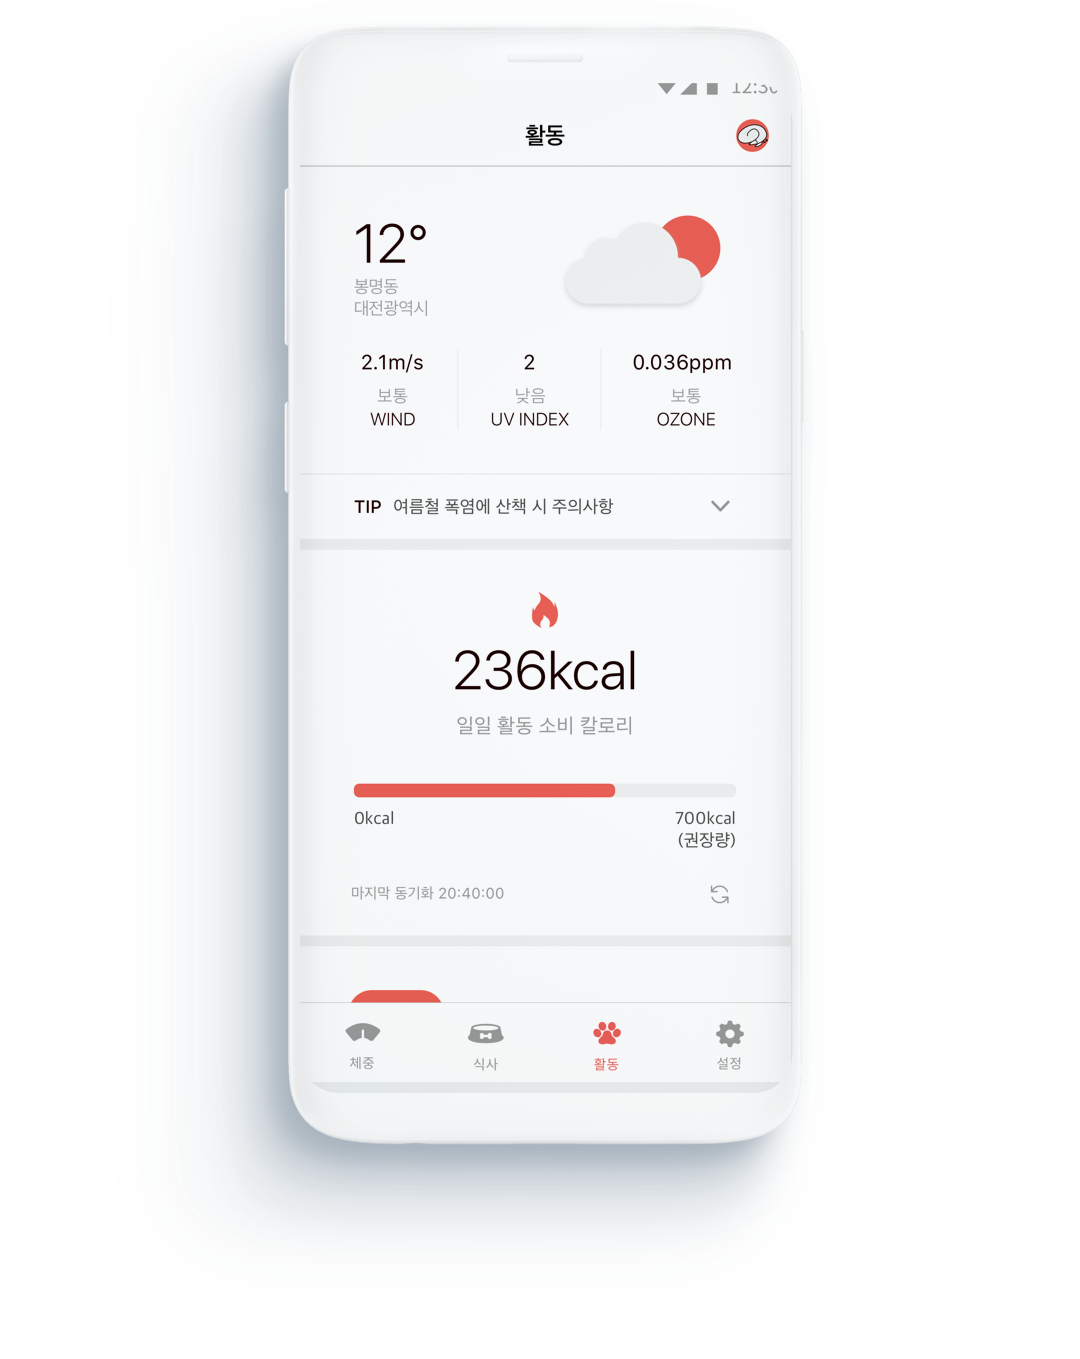 활동
12°
봉명동
대전광역시
2.1m/s
보통
WIND
2
낮음
UV INDEX
0.036ppm
보통
OZONE
TIP 여름철 폭염에 산책 시 주의사항
236kcal
일일 활동 소비 칼로리
0kcal
700kcal
(권장량)
마지막 동기화 20:40:00
체중
식사
활동
설정